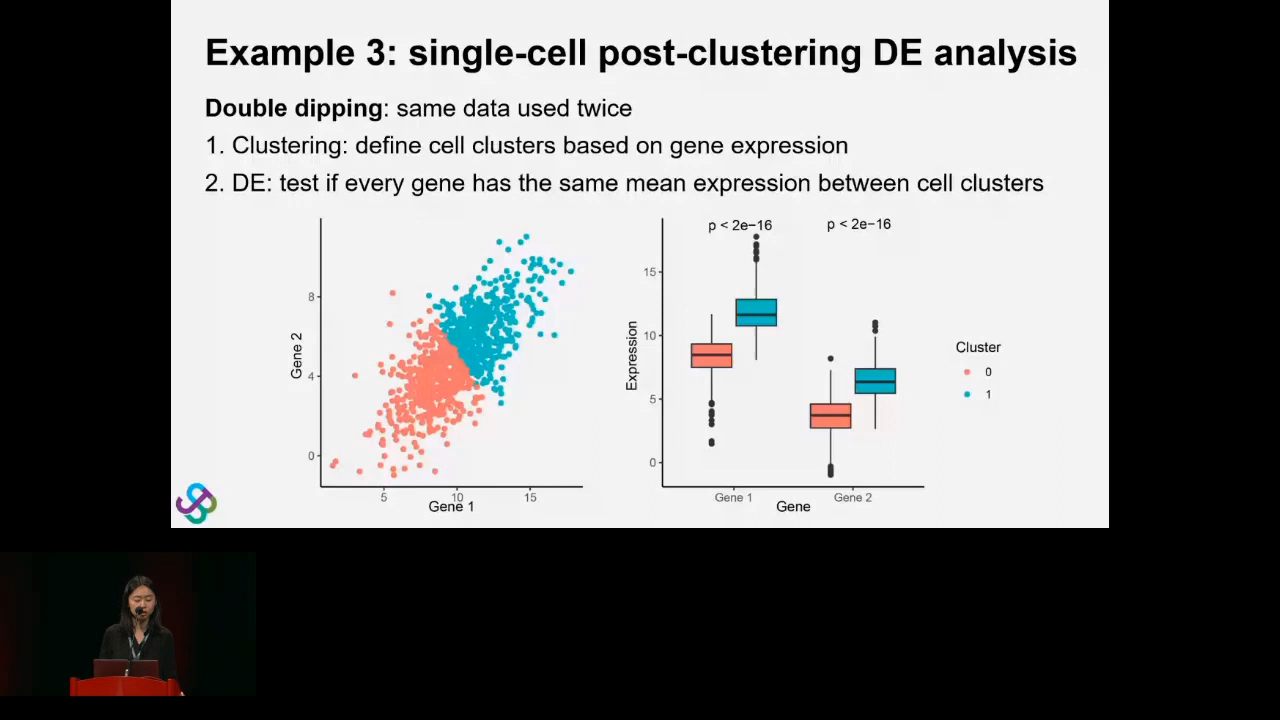 Example 3: single-cell post-clustering DE analysis
Double dipping: same data used twice
1. Clustering: define cell clusters based on gene expression
2. DE: test if every gene has the same mean expression between cell clusters
8
4
0
Gene 2
5
10
15
Gene 1
p < 2e−16
p < 2e−16
15
10
5
0
Expression
Gene 1
Gene 2
Gene
Cluster
0
1